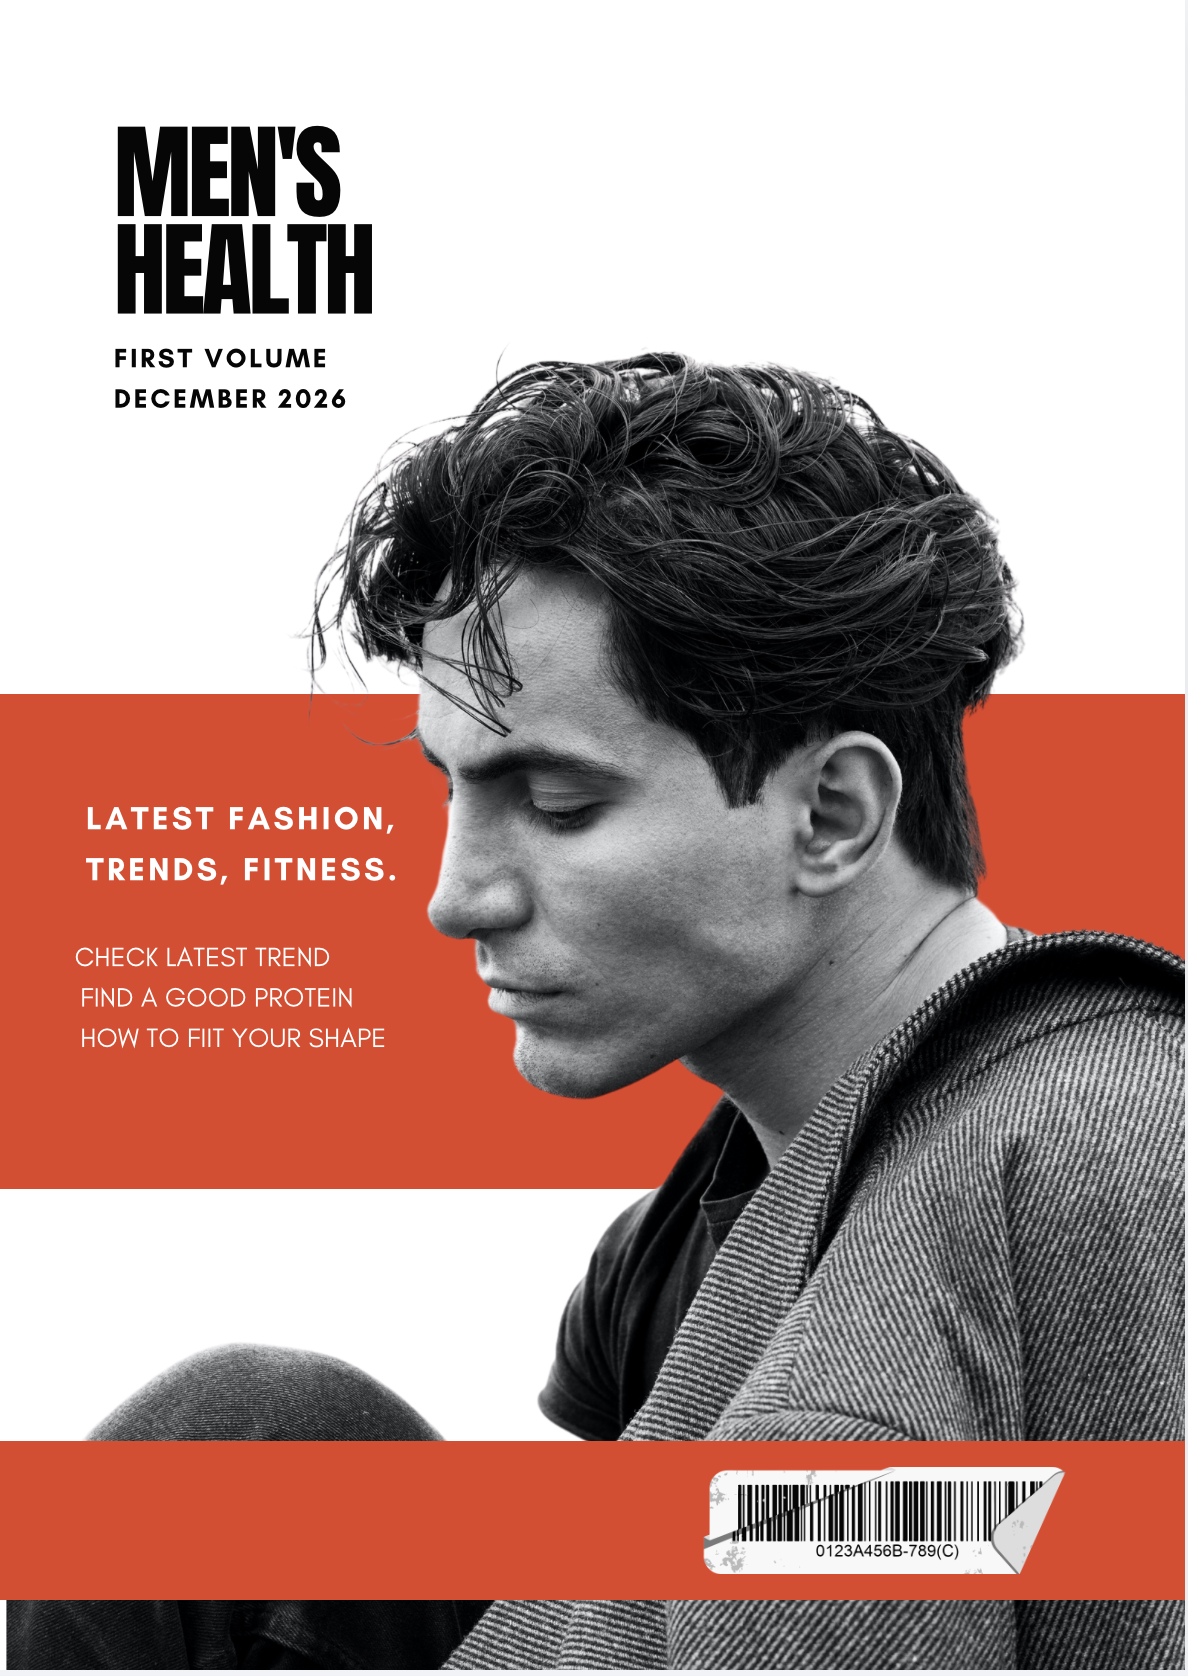 MEN'S
HEALTH
FIRST VOLUME
DECEMBER 2026
LATEST FASHION,
TRENDS, FITNESS.
CHECK LATEST TREND
FIND A GOOD PROTEIN
HOW TO FIIT YOUR SHAPE
0123A456B-789(C)